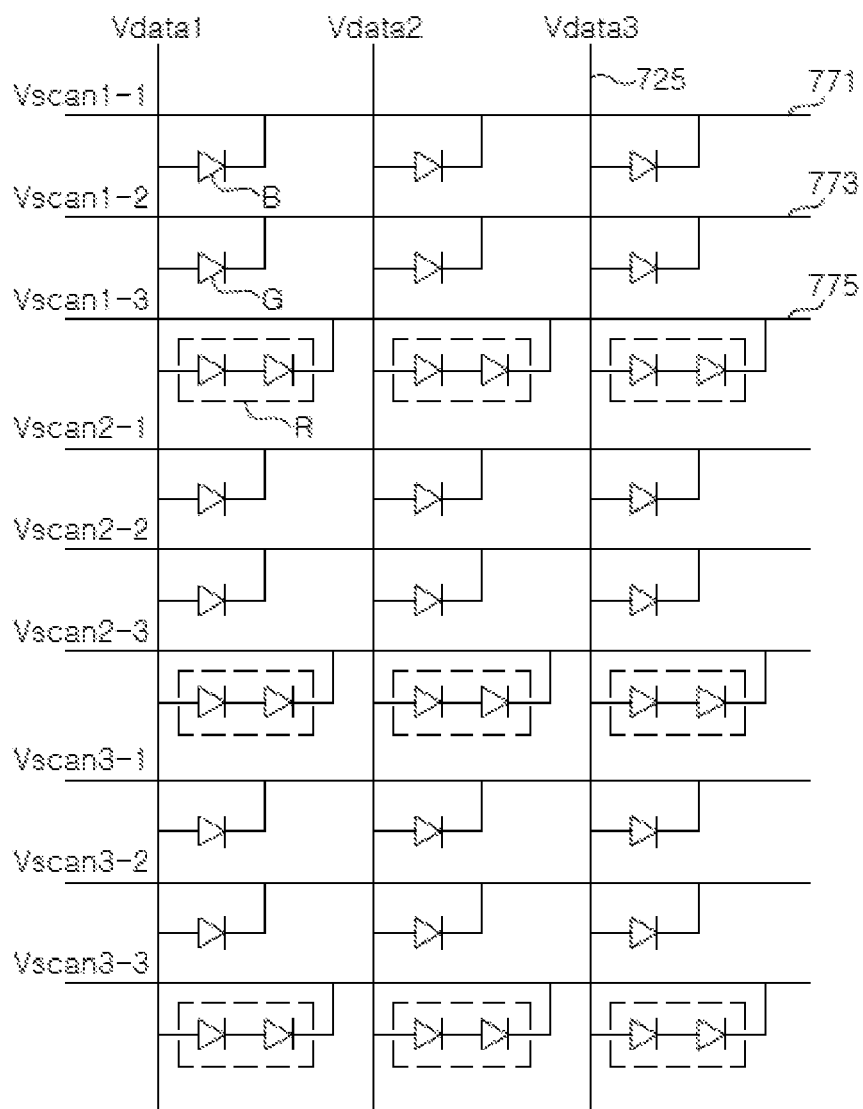 Vdata1 Vdata2 Vdata3
725
771
Vscan1-1
B
Vscan1-2
773
G
Vscan1-3
775
R
Vscan2-1
Vscan2-2
Vscan2-3
Vscan3-1
Vscan3-2
Vscan3-3